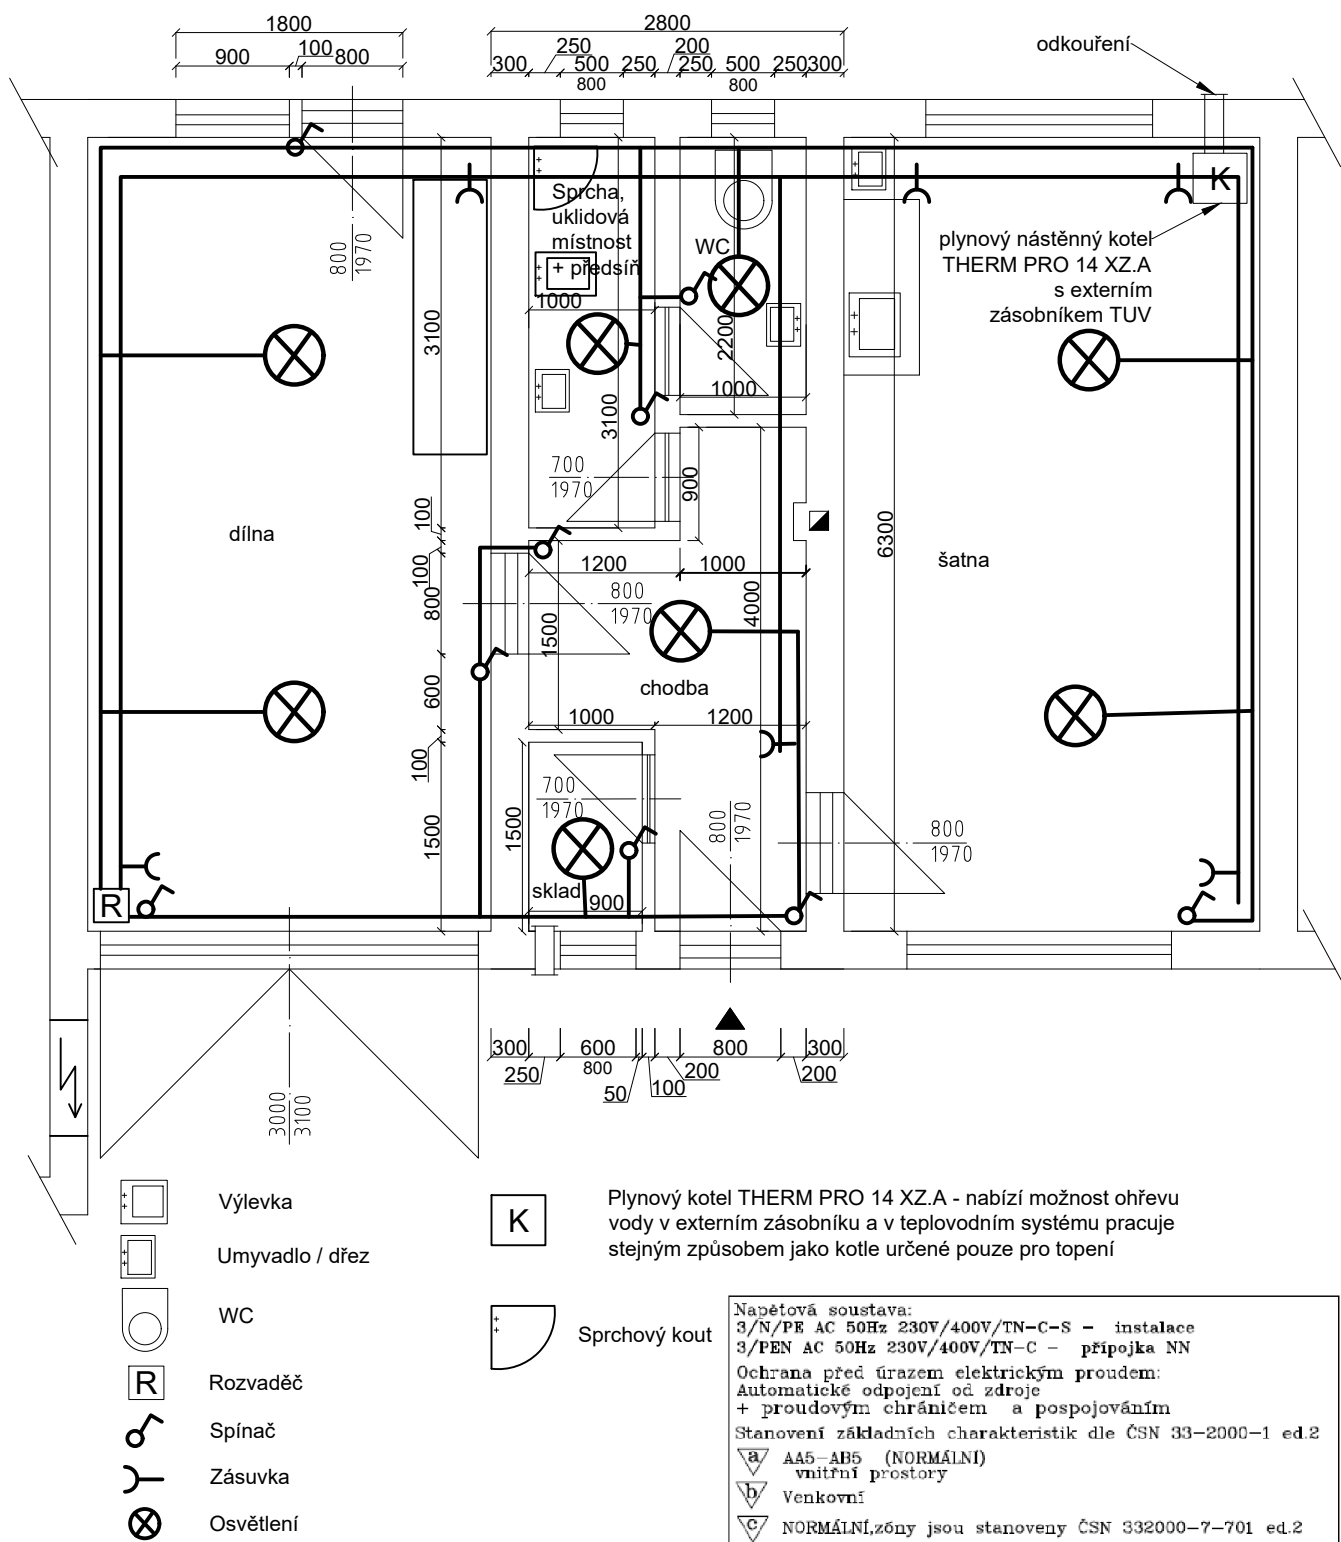 1800
2800
900
100
800
250
200
300
500
250
250
500
250
300
800
800
odkouření
K
Sprcha,
uklidová
místnost
+ předsíň
WC
plynový nástěnný kotel
THERM PRO 14 XZ.A
s externím
zásobníkem TUV
800
1970
3100
1000
2200
1000
3100
700
1970
900
100
100
800
600
100
1500
dílna
1200
1000
800
1970
1500
4000
6300
šatna
chodba
1000
1200
700
1970
1500
sklad
900
800
1970
800
1970
R
300
600
800
300
250
800
50
100
200
200
3000
3100
Výlevka
Umyvadlo / dřez
WC
R
Rozvaděč
Spínač
Zásuvka
Osvětlení
K
Plynový kotel THERM PRO 14 XZ.A - nabízí možnost ohřevu
vody v externím zásobníku a v teplovodním systému pracuje
stejným způsobem jako kotle určené pouze pro topení
Sprchový kout
Napěťová soustava:
3/N/PE AC 50Hz 230V/400V/TN-C-S - instalace
3/PEN AC 50Hz 230V/400V/TN-C - přípojka NN
Ochrana před úrazem elektrickým proudem:
Automatické odpojení od zdroje
+ proudovým chráničem a pospojováním
Stanovení základních charakteristik dle ČSN 33-2000-1 ed.2
a AA5-AB5 (NORMÁLNÍ)
vnitřní prostory
b Venkovní
c NORMÁLNÍ,zóny jsou stanoveny ČSN 332000-7-701 ed.2